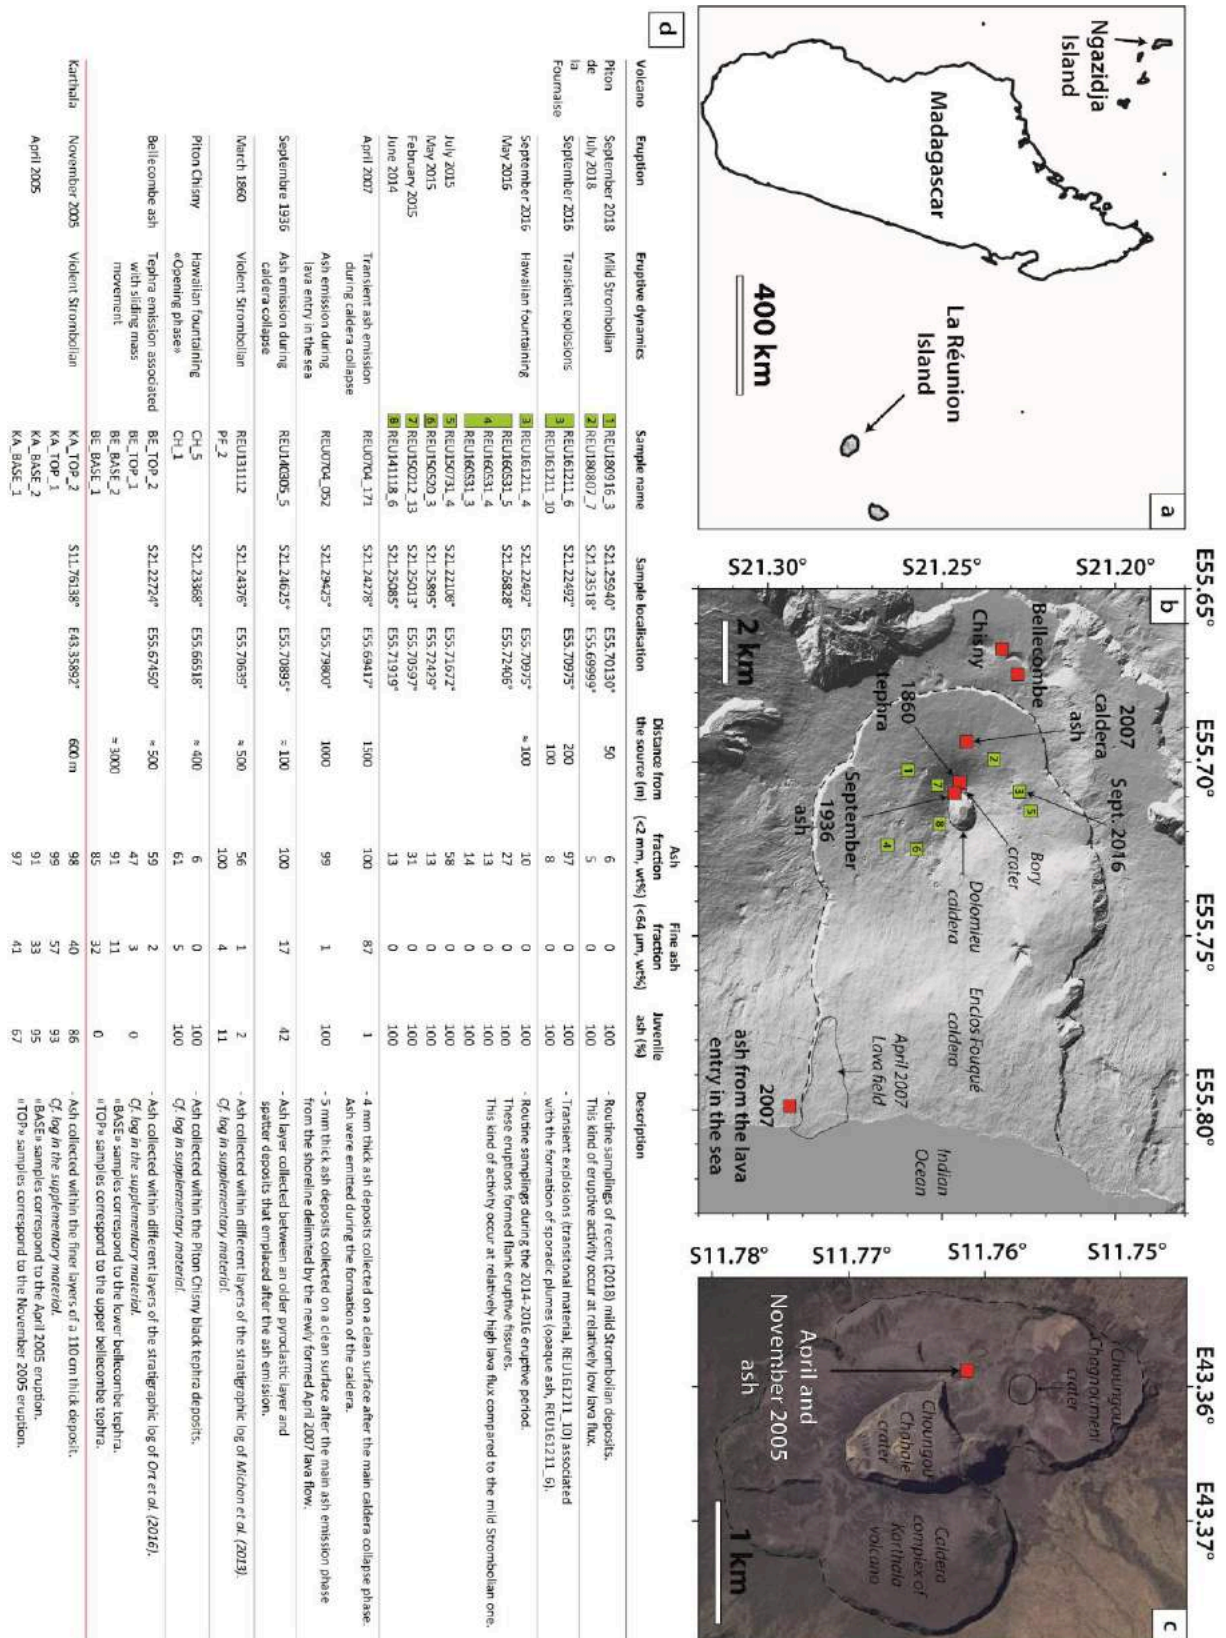 a
Ngazidja
Island
Madagascar
La Réunion
Island
400 km
b
E55.65° E55.70° E55.75° E55.80°
S21.20°
S21.25°
S21.30°
Bellecombe
Chisny
2007
caldera
ash
Sept. 2016
Bory
crater
Dolomieu
caldera
Enclos Fouqué
caldera
Indian
Ocean
1860
tephra
September
1936
ash
April 2007
Lava field
2007
ash from the lava
entry in the sea
1
2
3
4
5
6
7
8
2 km
c
E43.36° E43.37°
S11.75°
S11.76°
S11.77°
S11.78°
Choungou
Chagnoumeni
crater
Choungou
Chahale
crater
Caldera
complex of
Karthala
volcano
April and
November 2005
ash
1 km
d
Volcano Eruption Eruptive dynamics Sample name Sample localisation Distance from the source (m) Ash fraction (<2 mm, wt%) Fine ash fraction (<64 µm, wt%) Juvenile ash (%) Description
Piton September 2018 Mild Strombolian 1 REU180916_3 S21.25940° E55.70130° 50 6 0 100 - Routine samplings of recent (2018) mild Strombolian deposits.
de July 2018 2 REU180807_7 S21.23518° E55.69999° 5 0 100 This kind of eruptive activity occur at relatively low lava flux.
la September 2016 Transient explosions 3 REU161211_6 S21.22492° E55.70975° 200 97 0 100 - Transient explosions (transitonal material, REU161211_10) associated
Fournaise REU161211_10 100 8 0 100 with the formation of sporadic plumes (opaque ash, REU161211_6).
September 2016 Hawaiian fountaining 3 REU161211_4 S21.22492° E55.70975° ≈ 100 10 0 100 - Routine samplings during the 2014-2016 eruptive period.
May 2016 4 REU160531_5 S21.26828° E55.72406° 27 0 100 These eruptions formed flank eruptive fissures.
REU160531_4 13 0 100 This kind of activity occur at relatively high lava flux compared to the mild Strombolian one.
REU160531_3 14 0 100
July 2015 5 REU150731_4 S21.22108° E55.71672° 58 0 100
May 2015 6 REU150520_3 S21.25895° E55.72429° 13 0 100
February 2015 7 REU150212_13 S21.25013° E55.70597° 31 0 100
June 2014 8 REU141118_6 S21.25085° E55.71919° 13 0 100
April 2007 Transient ash emission REU0704_171 S21.24278° E55.69417° 1500 100 87 1 - 4 mm thick ash deposits collected on a clean surface after the main caldera collapse phase.
during caldera collapse Ash were emitted during the formation of the caldera.
Ash emission during REU0704_052 S21.29425° E55.79800° 1000 99 1 100 - 5 mm thick ash deposits collected on a clean surface after the main ash emission phase
lava entry in the sea from the shoreline delimited by the newly formed April 2007 lava flow.
Septembre 1936 Ash emission during REU140805_5 S21.24625° E55.70895° ≈ 100 100 17 42 - Ash layer collected between an older pyroclastic layer and
caldera collapse spatter deposits that emplaced after the ash emission.
March 1860 Violent Strombolian REU131112 S21.24376° E55.70639° ≈ 500 56 1 2 - Ash collected within different layers of the stratigraphic log of Michon et al. (2013).
PF_2 100 4 11 Cf. log in supplementary material.
Piton Chisny Hawaiian fountaining CH_5 S21.23868° E55.66518° ≈ 400 6 0 100 - Ash collected within the Piton Chisny black tephra deposits.
«Opening phase» CH_1 61 5 100 Cf. log in supplementary material.
Bellecombe ash Tephra emission associated BE_TOP_2 S21.22724° E55.67450° ≈ 500 59 2 - Ash collected within different layers of the stratigraphic log of Ort et al. (2016).
with sliding mass BE_TOP_1 47 3 0 Cf. log in the supplementary material.
movement BE_BASE_2 ≈ 3000 91 11 «BASE» samples correspond to the lower bellecombe tephra.
BE_BASE_1 85 32 0 «TOP» samples correspond to the upper bellecombe tephra.
Karthala November 2005 Violent Strombolian KA_TOP_2 S11.76138° E43.35892° 600 m 98 40 86 - Ash collected within the finer layers of a 110 cm thick deposit.
KA_TOP_1 99 57 93 Cf. log in the supplementary material.
April 2005 KA_BASE_2 91 33 95 «BASE» samples correspond to the April 2005 eruption.
KA_BASE_1 97 41 67 «TOP» samples correspond to the November 2005 eruption.